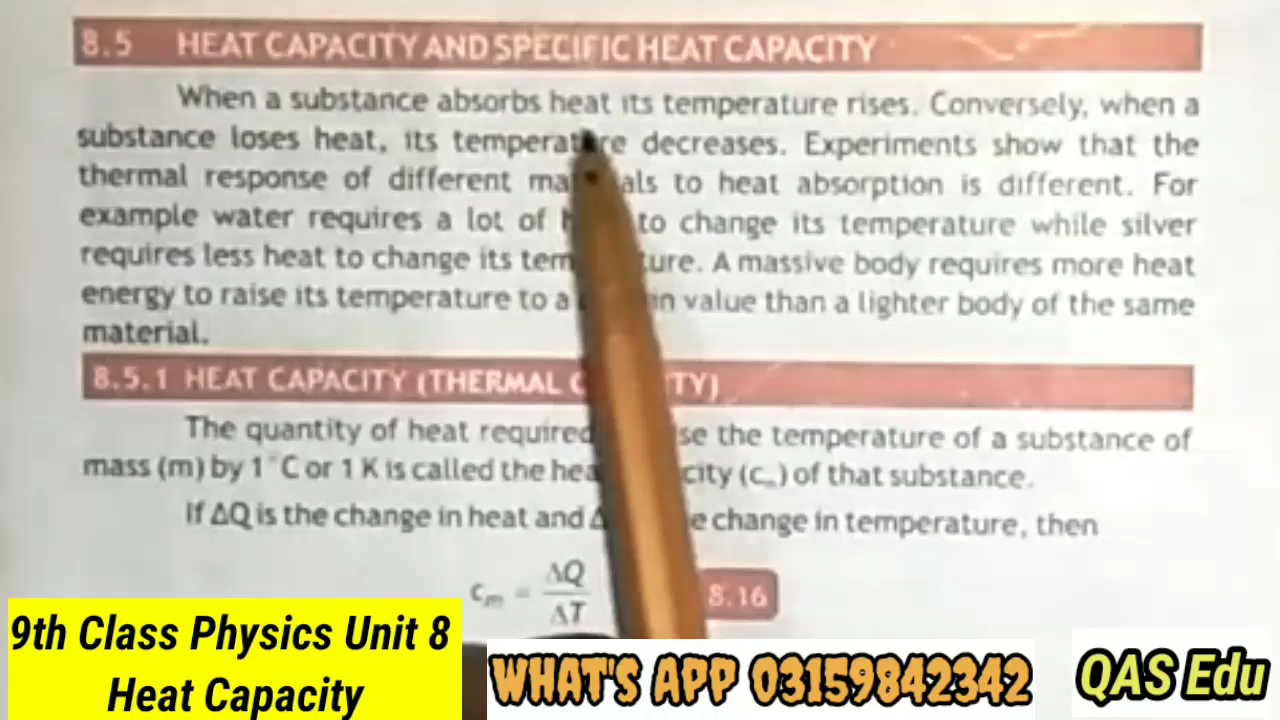 8.5 HEAT CAPACITY AND SPECIFIC HEAT CAPACITY
When a substance absorbs heat its temperature rises. Conversely, when a
substance loses heat, its temperature decreases. Experiments show that the
thermal response of different ma als to heat absorption is different. For
example water requires a lot of h to change its temperature while silver
requires less heat to change its tem ure. A massive body requires more heat
energy to raise its temperature to a n value than a lighter body of the same
material.
8.5.1 HEAT CAPACITY (THERMAL C TY)
The quantity of heat required se the temperature of a substance of
mass (m) by 1°C or 1 K is called the hea city (cₘ) of that substance.
If ΔQ is the change in heat and Δ e change in temperature, then
cₘ = ΔQ/ΔT 8.16
9th Class Physics Unit 8
Heat Capacity
WHAT'S APP 03159842342
QAS Edu